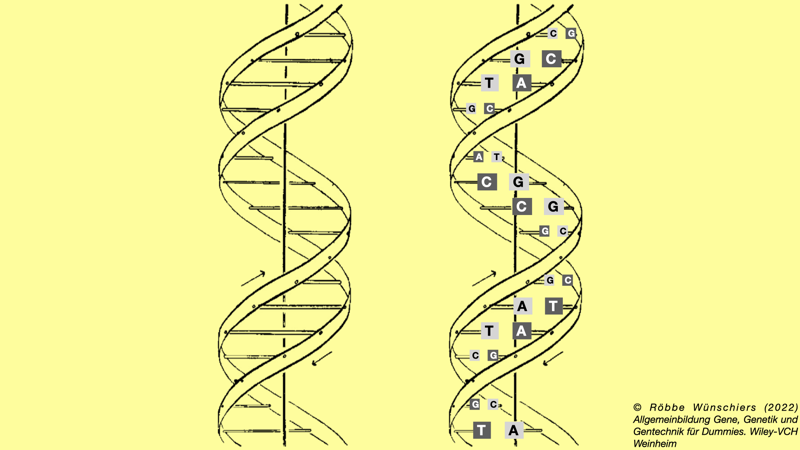 C G
G C
T A
G C
A T
C G
C G
G C
G C
A T
T A
C G
G C
T A
© Röbbe Wünschiers (2022)
Allgemeinbildung Gene, Genetik und
Gentechnik für Dummies. Wiley-VCH
Weinheim